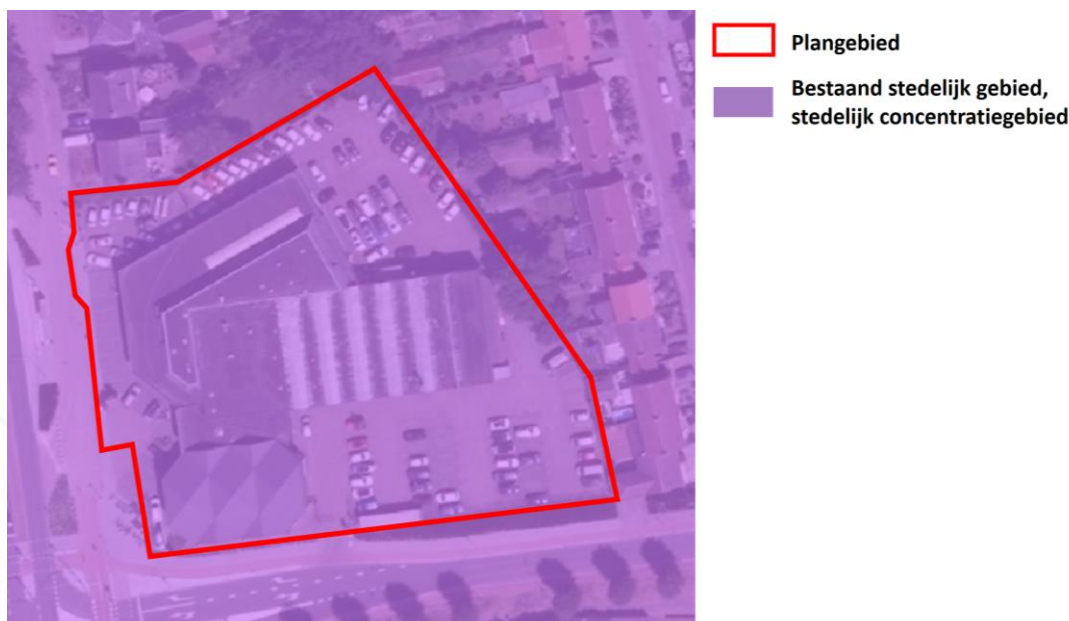 Plangebied
Bestaand stedelijk gebied,
stedelijk concentratiegebied